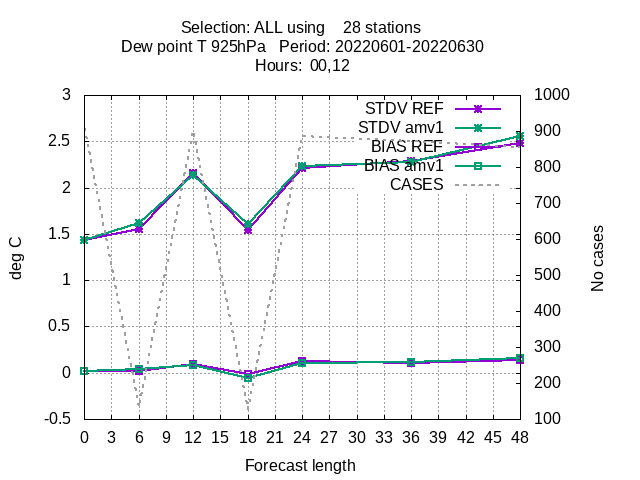 Selection: ALL using    28 stations
Dew point T 925hPa   Period: 20220601-20220630
Hours:  00,12
STDV REF
STDV amv1
BIAS REF
BIAS amv1
CASES
3
2.5
2
1.5
1
0.5
0
-0.5
deg C
1000
900
800
700
600
500
400
300
200
100
No cases
0 3 6 9 12 15 18 21 24 27 30 33 36 39 42 45 48
Forecast length